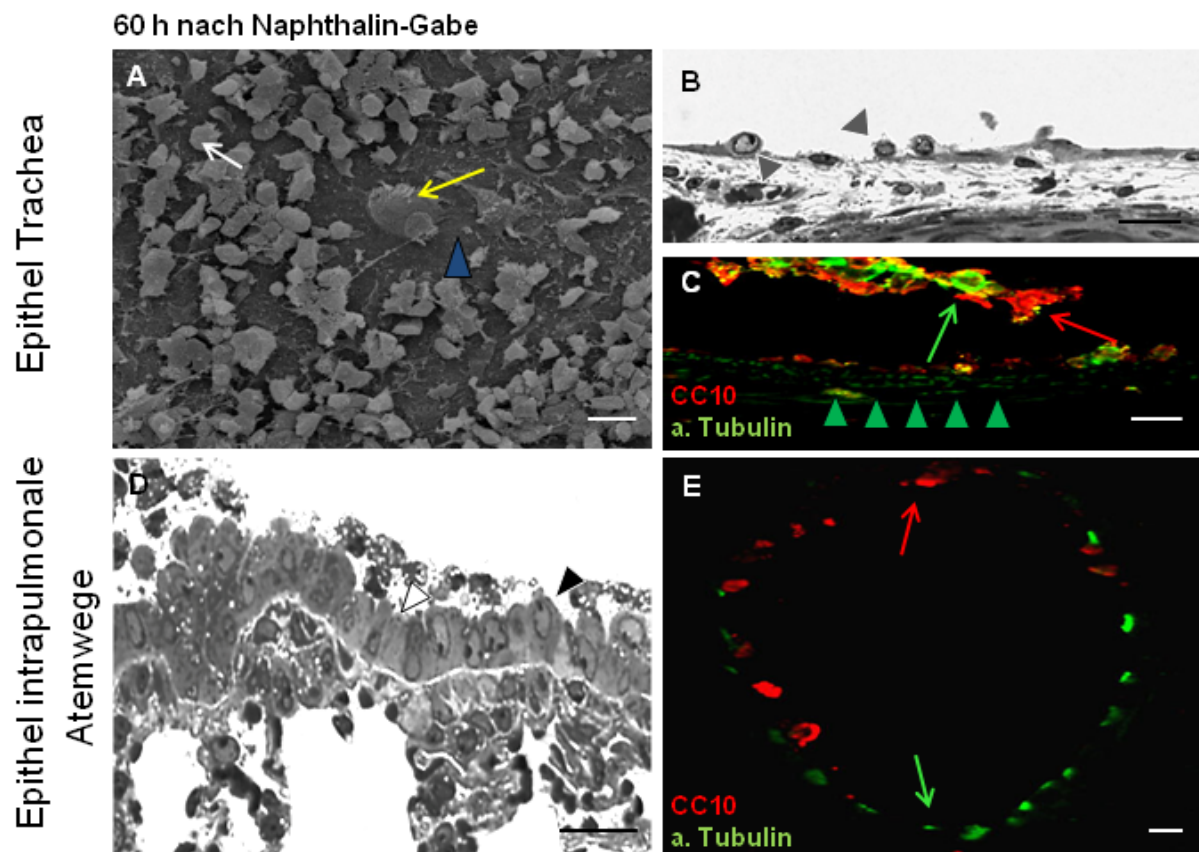 60 h nach Naphthalin-Gabe
Epithel Trachea
A
B
C
CC10
a. Tubulin
Epithel intrapulmonale
Atemwege
D
E
CC10
a. Tubulin